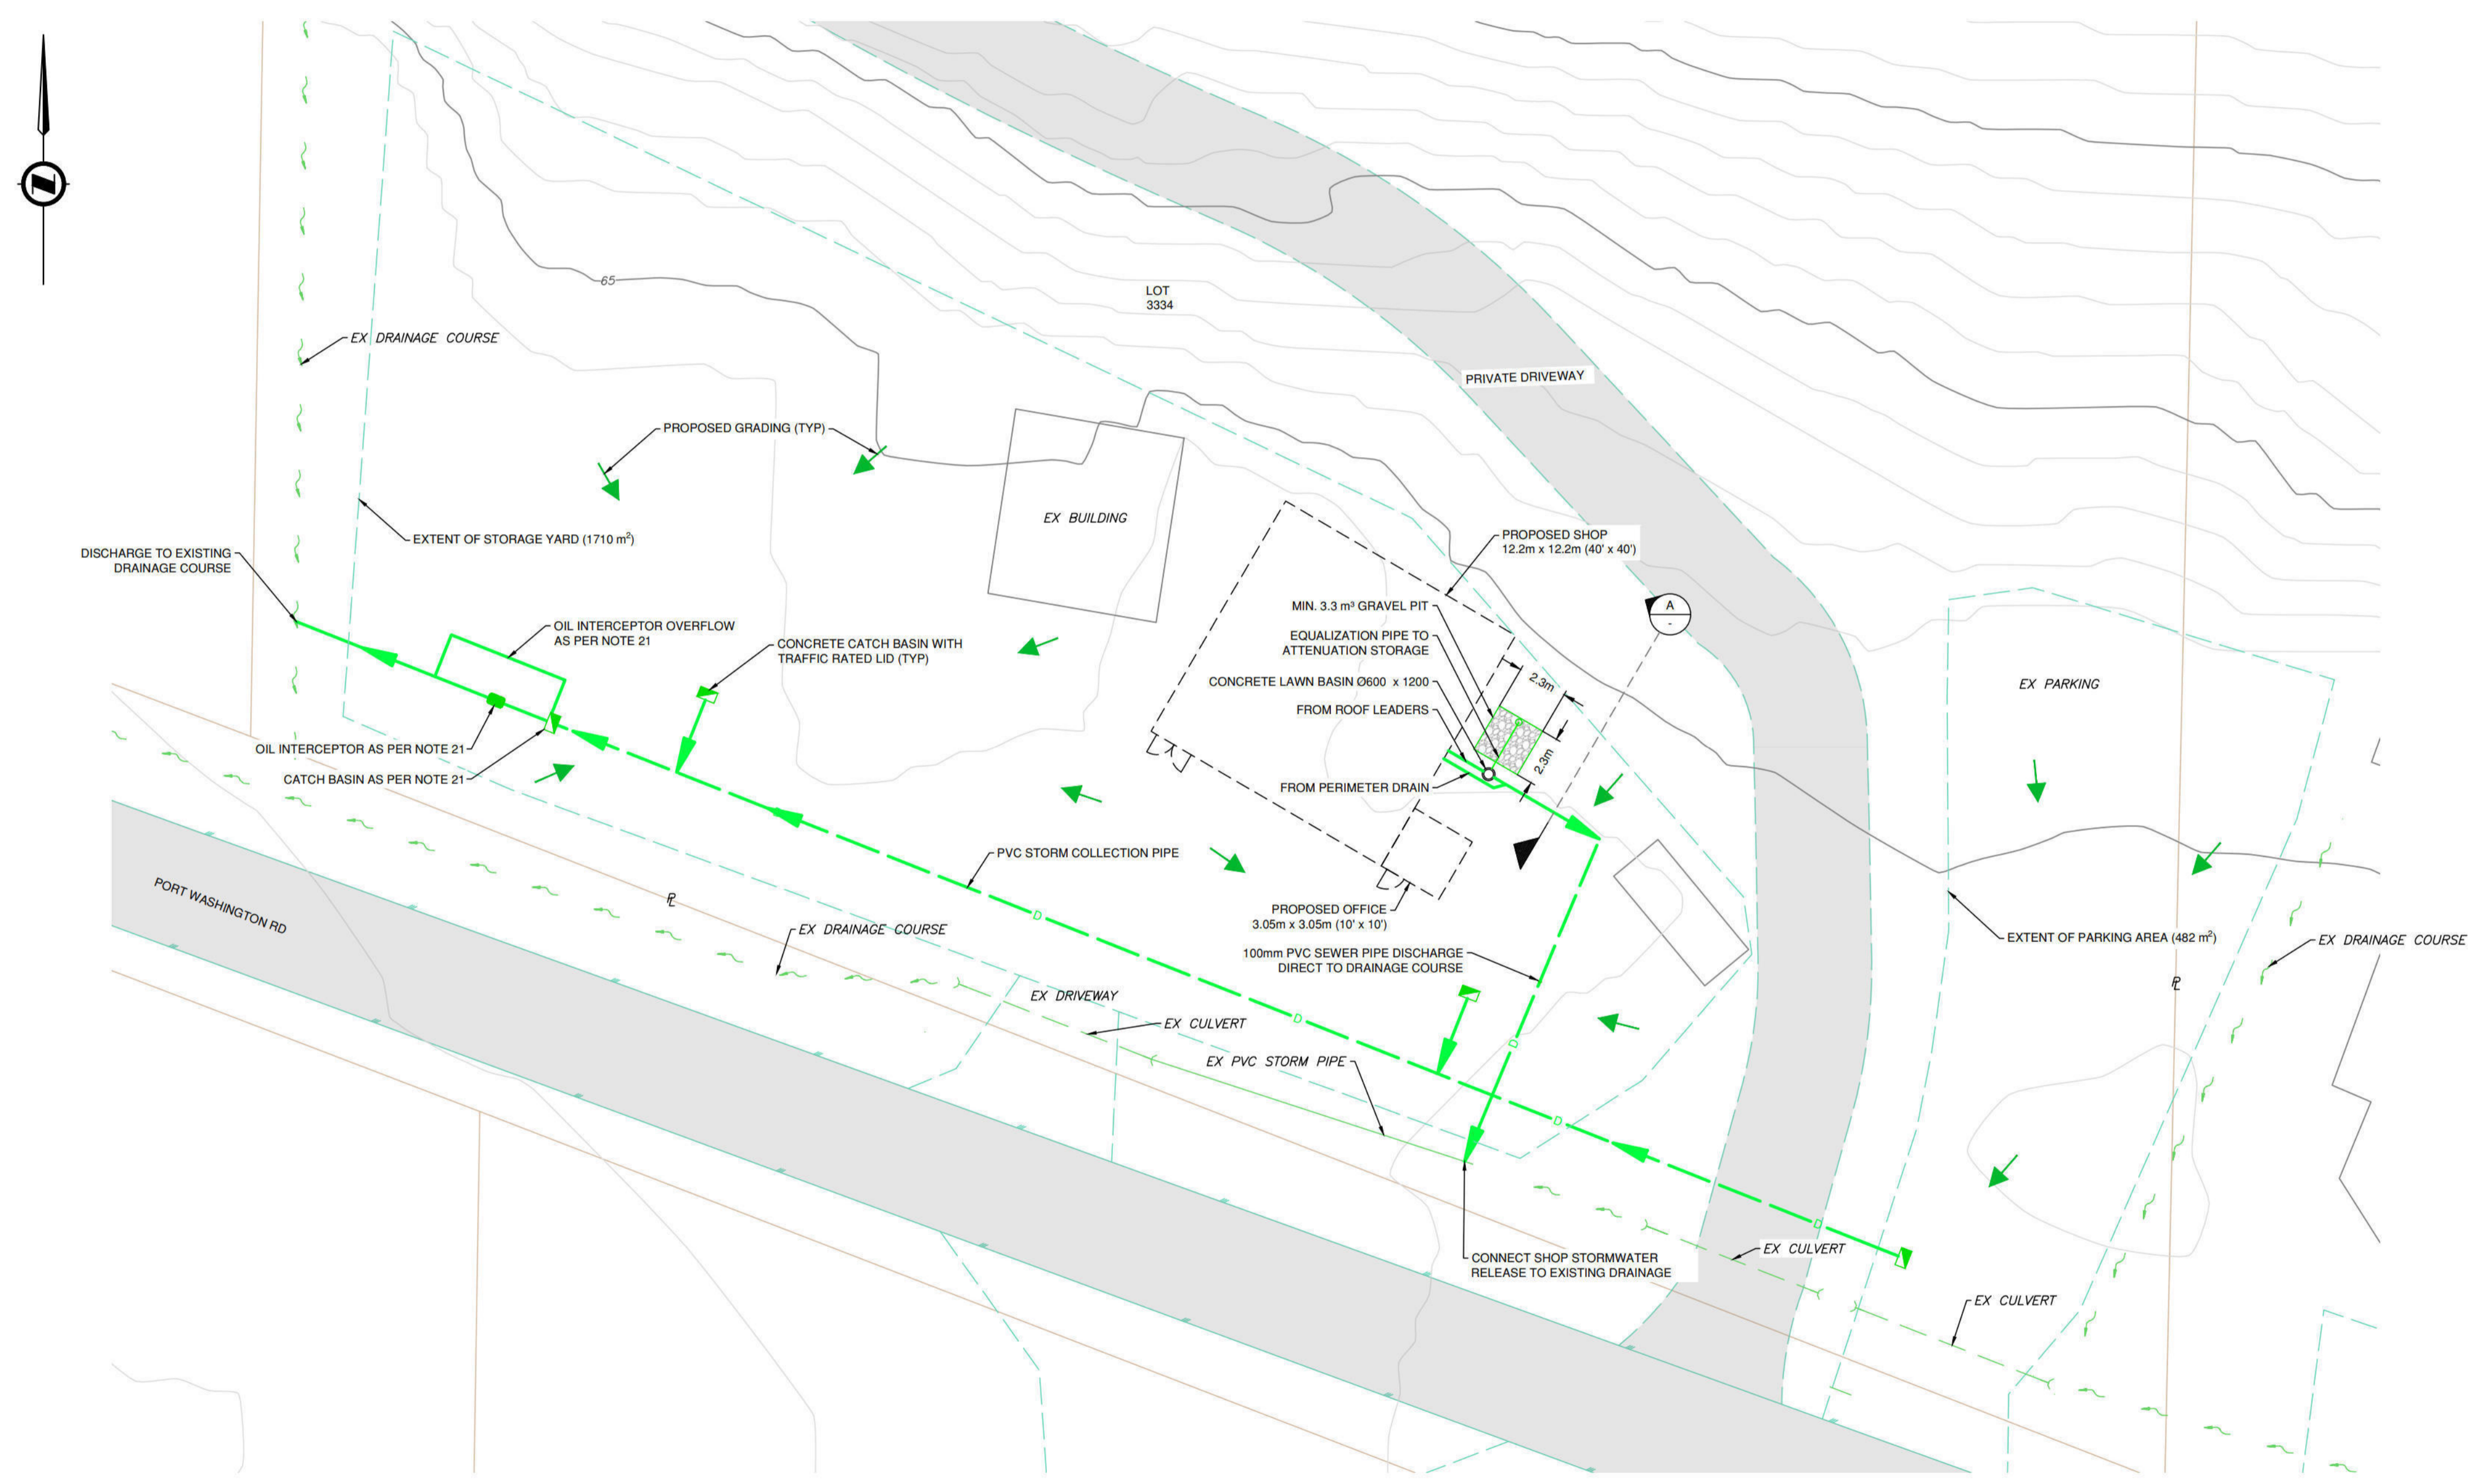 65
LOT
3334
EX DRAINAGE COURSE
PRIVATE DRIVEWAY
PROPOSED GRADING (TYP)
EX BUILDING
EXTENT OF STORAGE YARD (1710 m²)
PROPOSED SHOP
12.2m x 12.2m (40' x 40')
DISCHARGE TO EXISTING
DRAINAGE COURSE
MIN. 3.3 m³ GRAVEL PIT
A
-
OIL INTERCEPTOR OVERFLOW
AS PER NOTE 21
CONCRETE CATCH BASIN WITH
TRAFFIC RATED LID (TYP)
EQUALIZATION PIPE TO
ATTENUATION STORAGE
CONCRETE LAWN BASIN Ø600 x 1200
2.3m
EX PARKING
FROM ROOF LEADERS
OIL INTERCEPTOR AS PER NOTE 21
2.3m
CATCH BASIN AS PER NOTE 21
FROM PERIMETER DRAIN
PVC STORM COLLECTION PIPE
PORT WASHINGTON RD
PL
D
PROPOSED OFFICE
3.05m x 3.05m (10' x 10')
EX DRAINAGE COURSE
EXTENT OF PARKING AREA (482 m²)
EX DRAINAGE COURSE
100mm PVC SEWER PIPE DISCHARGE
DIRECT TO DRAINAGE COURSE
PL
EX DRIVEWAY
EX CULVERT
D
D
EX PVC STORM PIPE
D
D
EX CULVERT
CONNECT SHOP STORMWATER
RELEASE TO EXISTING DRAINAGE
EX CULVERT